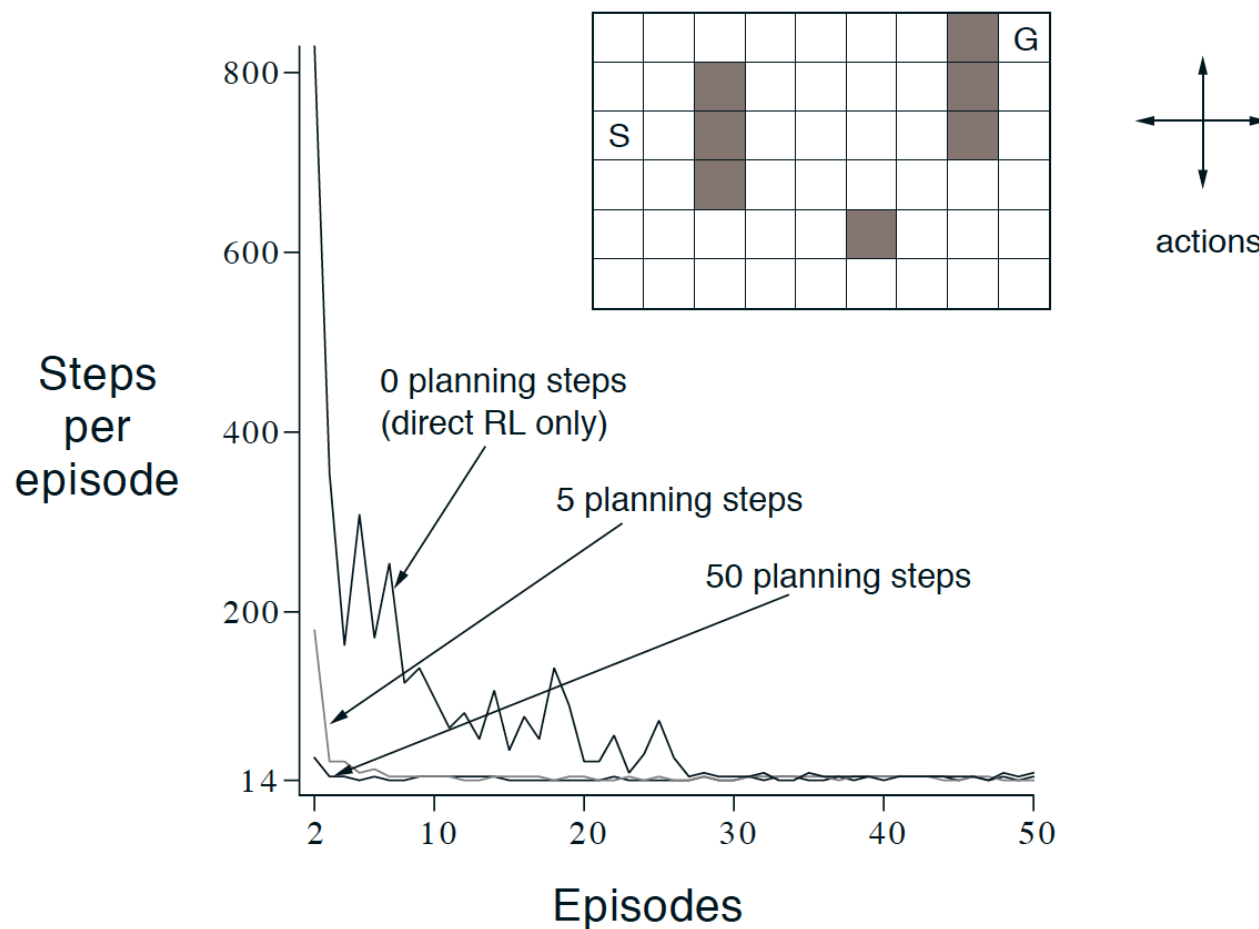 G
S
actions
800
600
400
200
14
Steps
per
episode
0 planning steps
(direct RL only)
5 planning steps
50 planning steps
2
10
20
30
40
50
Episodes